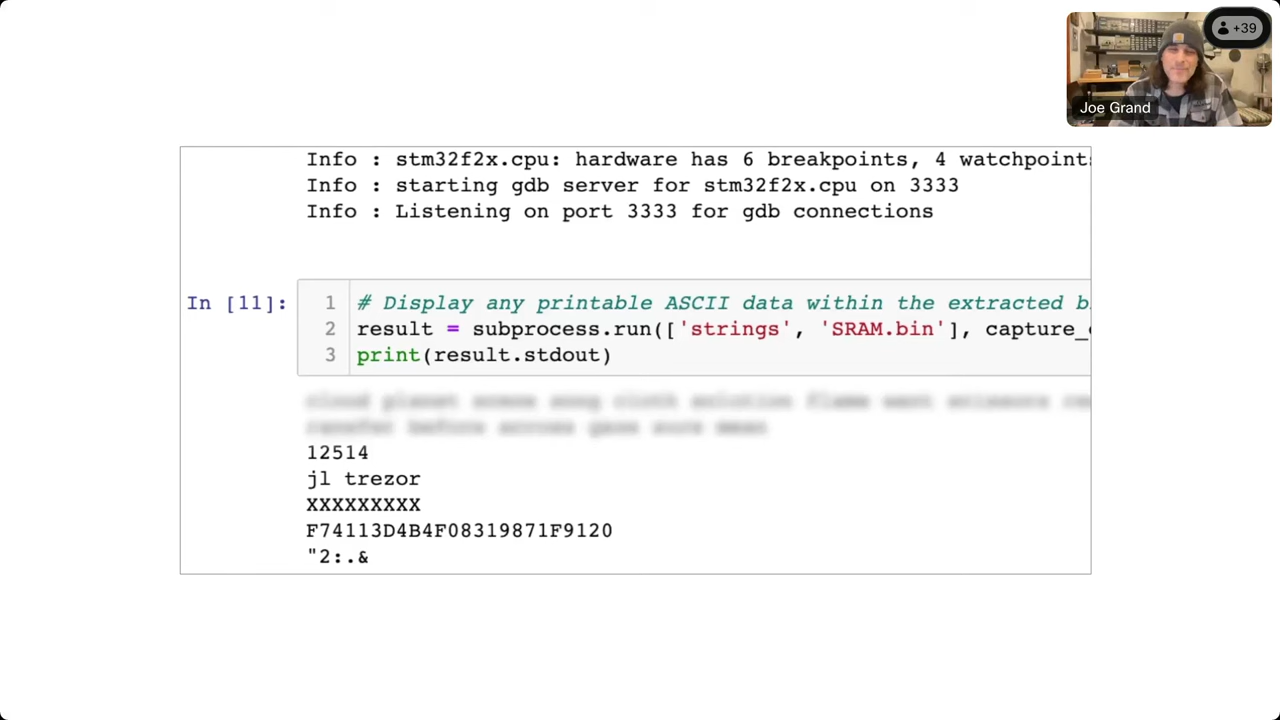 +39
Joe Grand
Info : stm32f2x.cpu: hardware has 6 breakpoints, 4 watchpoints
Info : starting gdb server for stm32f2x.cpu on 3333
Info : Listening on port 3333 for gdb connections
In [11]:
1 # Display any printable ASCII data within the extracted b
2 result = subprocess.run(['strings', 'SRAM.bin'], capture_
3 print(result.stdout)
12514
jl trezor
XXXXXXXXX
F74113D4B4F08319871F9120
"2:.&